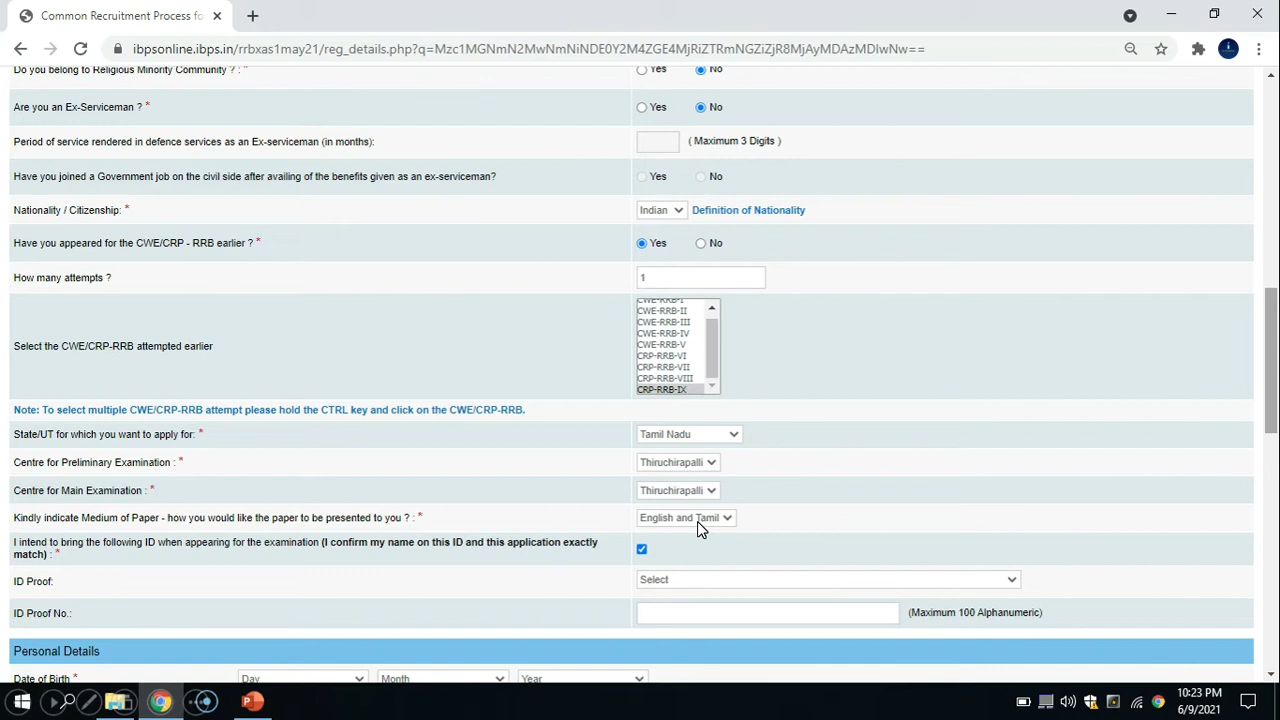 Common Recruitment Process for
ibpsonline.ibps.in/rrbxas1may21/reg_details.php?q=Mzc1MGNmN2MwNmNiNDE0Y2M4ZGE4MjRiZTRmNGZiZjR8MjAyMDAzMDIwNw==
Do you belong to Religious Minority Community ? : * Yes No
Are you an Ex-Serviceman ? * Yes No
Period of service rendered in defence services as an Ex-serviceman (in months): ( Maximum 3 Digits )
Have you joined a Government job on the civil side after availing of the benefits given as an ex-serviceman? Yes No
Nationality / Citizenship: * Indian Definition of Nationality
Have you appeared for the CWE/CRP - RRB earlier ? * Yes No
How many attempts ? 1
CWE-RRB-I
CWE-RRB-II
CWE-RRB-III
CWE-RRB-IV
Select the CWE/CRP-RRB attempted earlier CWE-RRB-V
CRP-RRB-VI
CRP-RRB-VII
CRP-RRB-VIII
CRP-RRB-IX
Note: To select multiple CWE/CRP-RRB attempt please hold the CTRL key and click on the CWE/CRP-RRB.
State/UT for which you want to apply for: * Tamil Nadu
Centre for Preliminary Examination : * Thiruchirapalli
Centre for Main Examination : * Thiruchirapalli
Kindly indicate Medium of Paper - how you would like the paper to be presented to you ? : * English and Tamil
I intend to bring the following ID when appearing for the examination (I confirm my name on this ID and this application exactly
match) : *
ID Proof: Select
ID Proof No.: (Maximum 100 Alphanumeric)
Personal Details
Date of Birth * Day Month Year
10:23 PM
6/9/2021